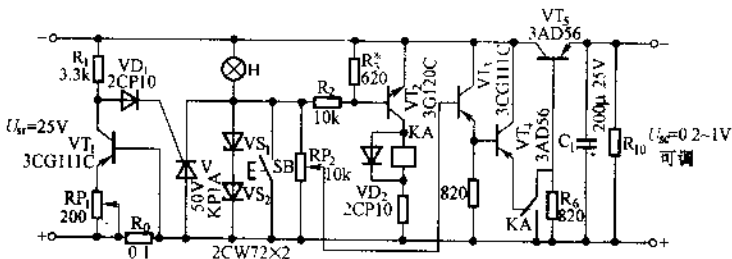 −
R₁
3.3k
VD₁
2CP10
Usr=25V
VT₁
3CG111C
RP₁
200
R₀
0 1
+
H
V
50V
KP1A
VS₁
VS₂
E
SB
2CW72×2
R₂
10k
RP₂
10k
R₃*
620
VT₂
3G120C
KA
VD₂
2CP10
VT₃
3CG111C
820
VT₄
3AD56
KA
VT₅
3AD56
R₆
820
C₁
200μ 25V
R₁₀
−
Usc=0 2~1V
可调
+